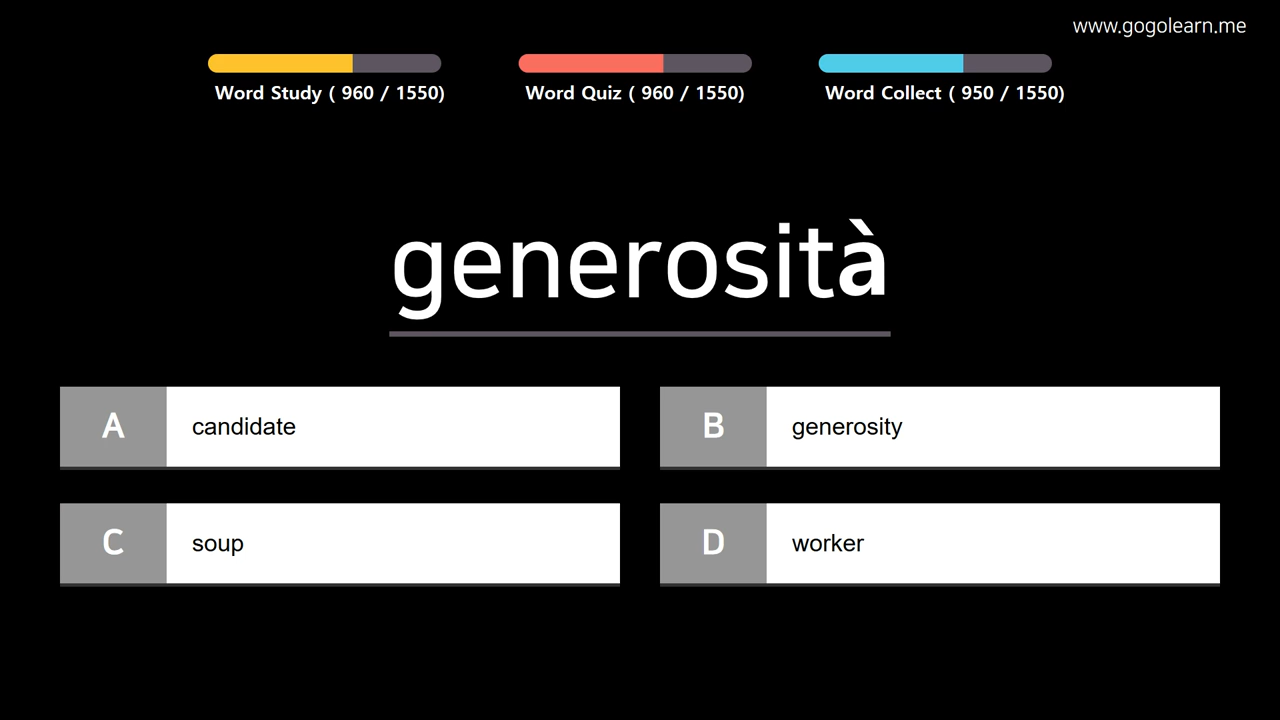 www.gogolearn.me
Word Study ( 960 / 1550)
Word Quiz ( 960 / 1550)
Word Collect ( 950 / 1550)
generosità
A
candidate
B
generosity
C
soup
D
worker